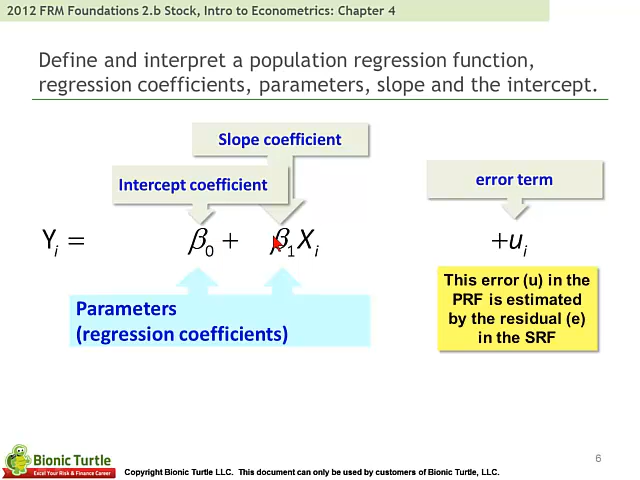 2012 FRM Foundations 2.b Stock, Intro to Econometrics: Chapter 4
Define and interpret a population regression function,
regression coefficients, parameters, slope and the intercept.
Slope coefficient
Intercept coefficient
error term
Yᵢ = β₀ + β₁Xᵢ +uᵢ
Parameters
(regression coefficients)
This error (u) in the
PRF is estimated
by the residual (e)
in the SRF
6
Bionic Turtle
Excel Your Risk & Finance Career
Copyright Bionic Turtle LLC. This document can only be used by customers of Bionic Turtle, LLC.